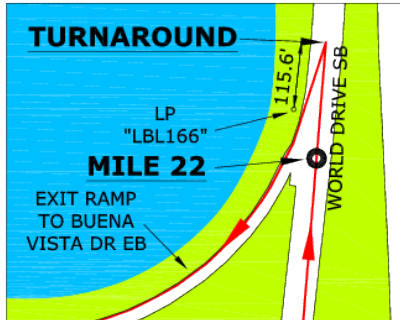 TURNAROUND
115.6'
LP
"LBL166"
MILE 22
WORLD DRIVE SB
EXIT RAMP
TO BUENA
VISTA DR EB